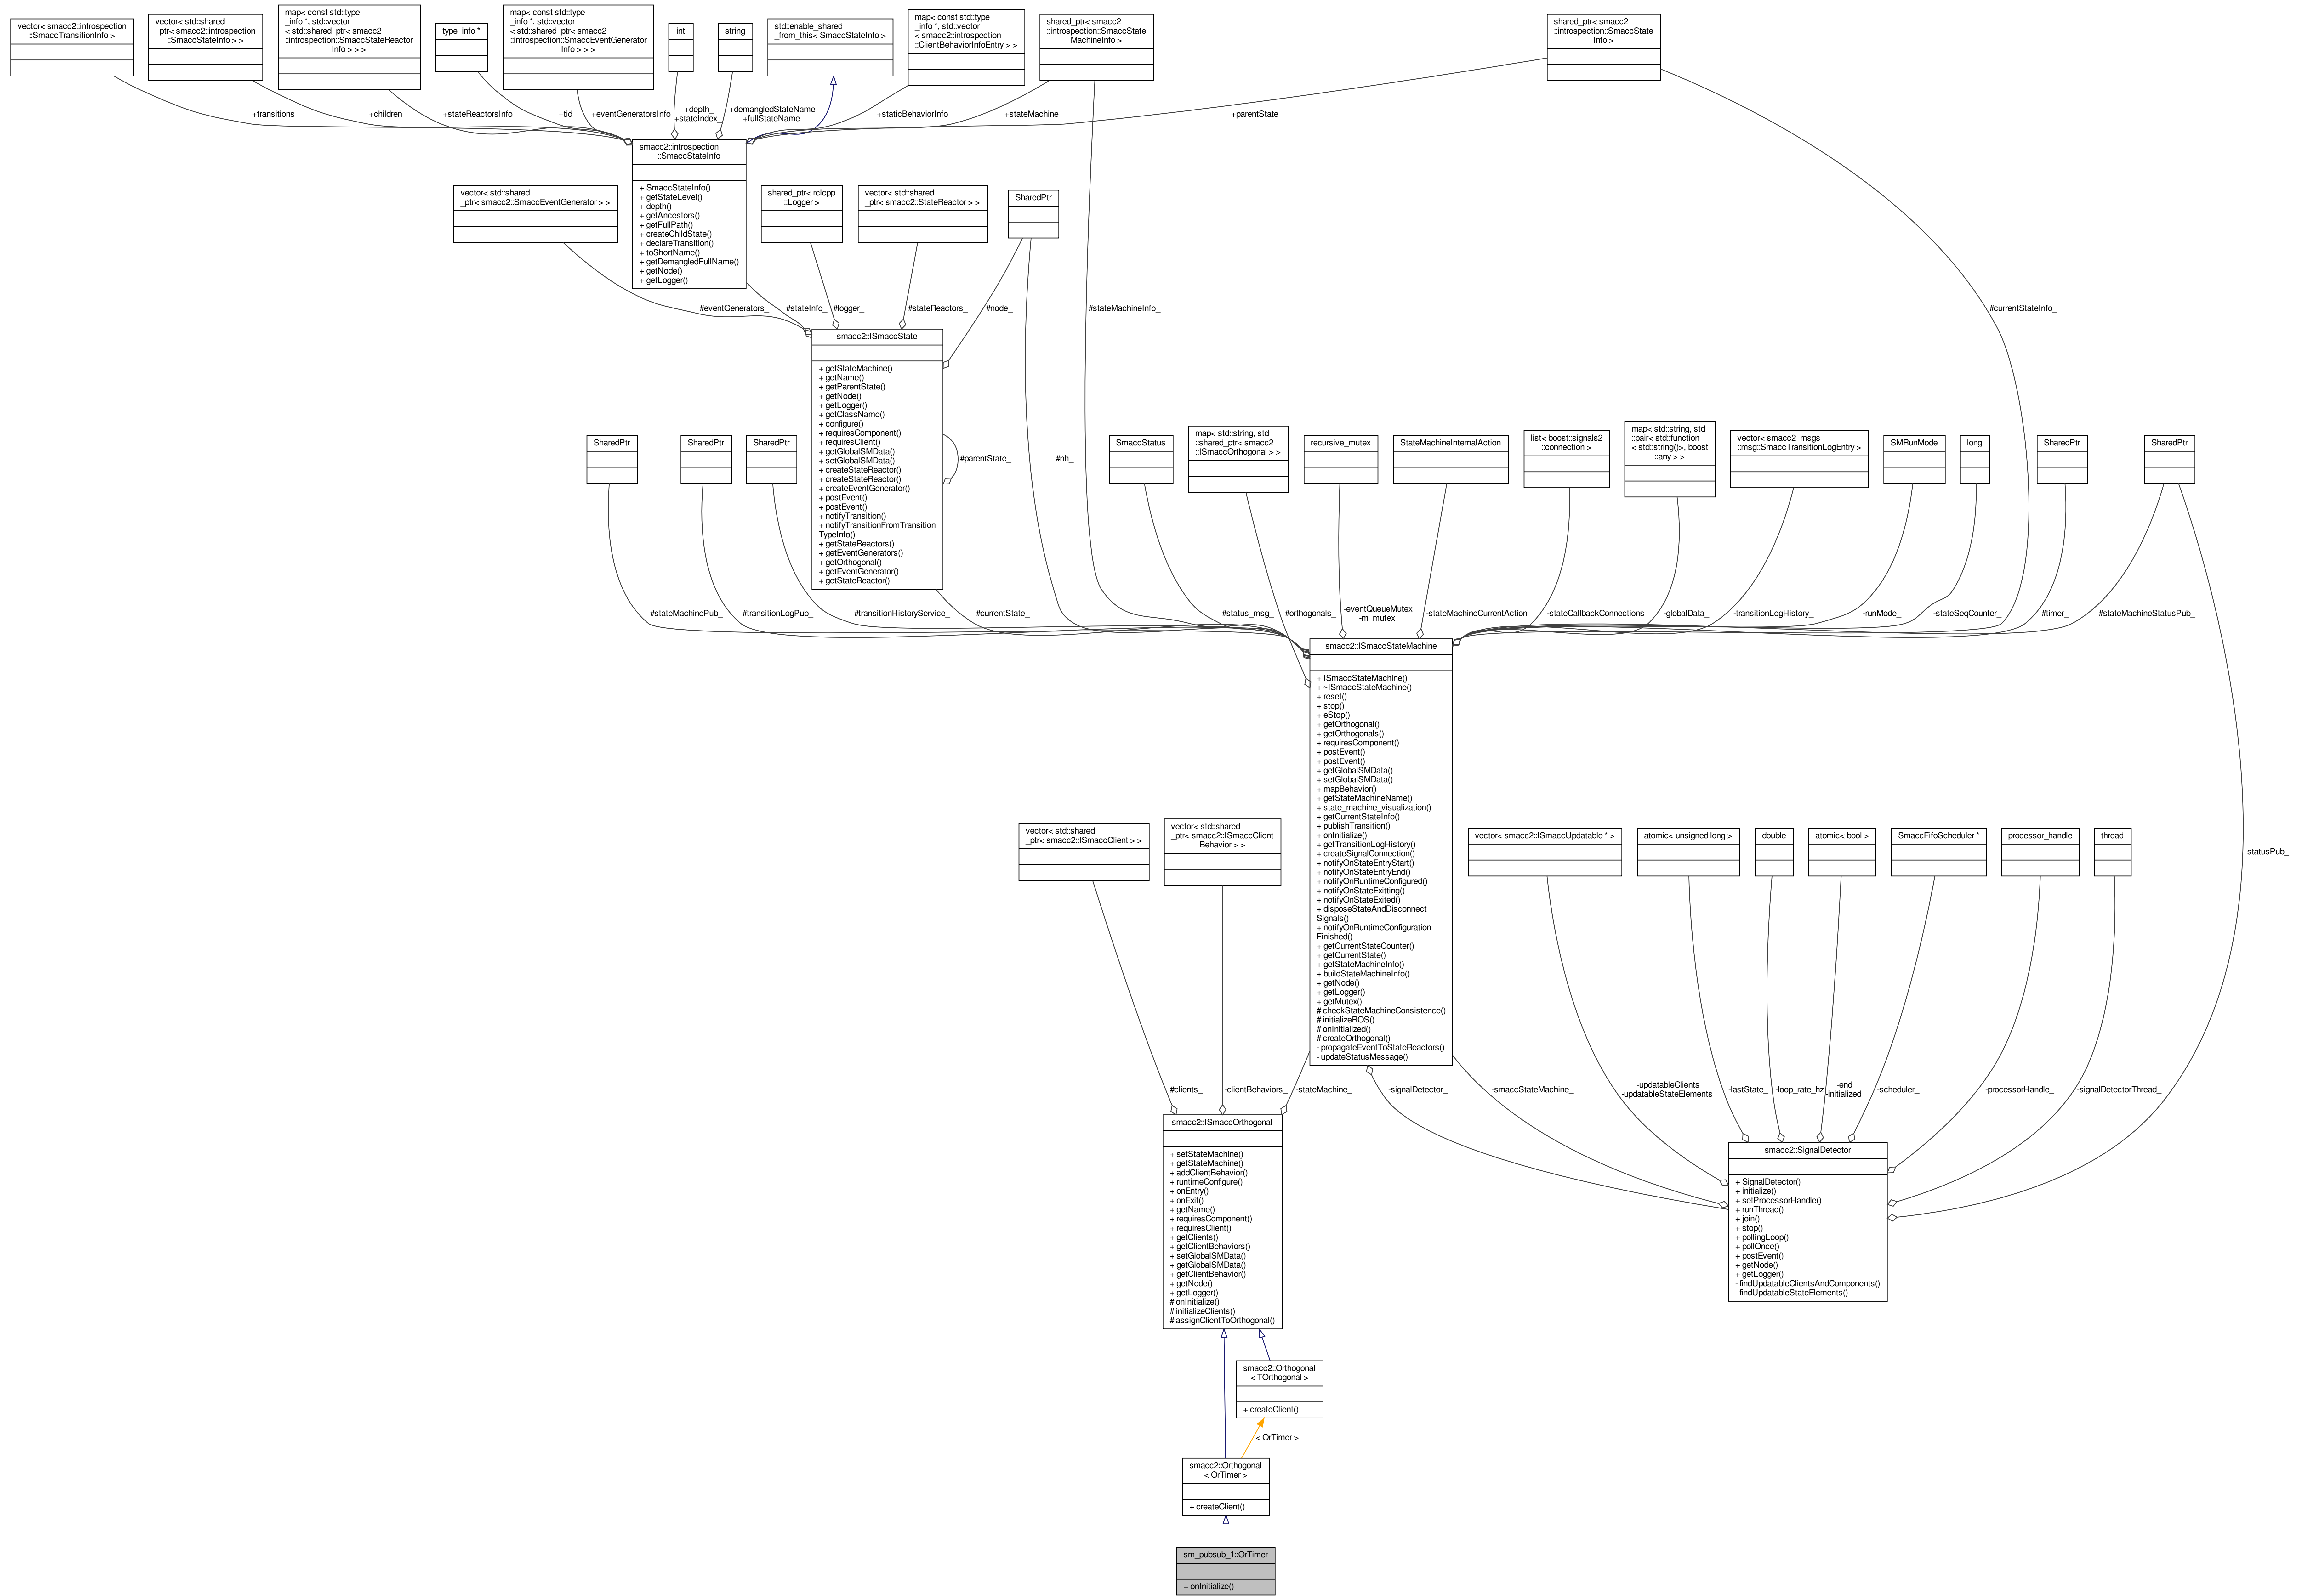 vector< smacc2::introspection
::SmaccTransitionInfo >
vector< std::shared
_ptr< smacc2::introspection
::SmaccStateInfo > >
map< const std::type
_info *, std::vector
< std::shared_ptr< smacc2
::introspection::SmaccStateReactor
Info > > >
type_info *
map< const std::type
_info *, std::vector
< std::shared_ptr< smacc2
::introspection::SmaccEventGenerator
Info > > >
int
string
std::enable_shared
_from_this< SmaccStateInfo >
map< const std::type
_info *, std::vector
< smacc2::introspection
::ClientBehaviorInfoEntry > >
shared_ptr< smacc2
::introspection::SmaccState
MachineInfo >
shared_ptr< smacc2
::introspection::SmaccState
Info >
+transitions_
+children_
+stateReactorsInfo
+tid_
+eventGeneratorsInfo
+depth_
+stateIndex_
+demangledStateName
+fullStateName
+staticBehaviorInfo
+stateMachine_
+parentState_
smacc2::introspection
::SmaccStateInfo
+ SmaccStateInfo()
+ getStateLevel()
+ depth()
+ getAncestors()
+ getFullPath()
+ createChildState()
+ declareTransition()
+ toShortName()
+ getDemangledFullName()
+ getNode()
+ getLogger()
vector< std::shared
_ptr< smacc2::SmaccEventGenerator > >
shared_ptr< rclcpp
::Logger >
vector< std::shared
_ptr< smacc2::StateReactor > >
SharedPtr
#eventGenerators_
#stateInfo_
#logger_
#stateReactors_
#node_
#stateMachineInfo_
#currentStateInfo_
smacc2::ISmaccState
+ getStateMachine()
+ getName()
+ getParentState()
+ getNode()
+ getLogger()
+ getClassName()
+ configure()
+ requiresComponent()
+ requiresClient()
+ getGlobalSMData()
+ setGlobalSMData()
+ createStateReactor()
+ createStateReactor()
+ createEventGenerator()
+ postEvent()
+ postEvent()
+ notifyTransition()
+ notifyTransitionFromTransition
TypeInfo()
+ getStateReactors()
+ getEventGenerators()
+ getOrthogonal()
+ getEventGenerator()
+ getStateReactor()
#parentState_
#nh_
SharedPtr
SharedPtr
SharedPtr
SmaccStatus
map< std::string, std
::shared_ptr< smacc2
::ISmaccOrthogonal > >
recursive_mutex
StateMachineInternalAction
list< boost::signals2
::connection >
map< std::string, std
::pair< std::function
< std::string()>, boost
::any > >
vector< smacc2_msgs
::msg::SmaccTransitionLogEntry >
SMRunMode
long
SharedPtr
SharedPtr
#stateMachinePub_
#transitionLogPub_
#transitionHistoryService_
#currentState_
#status_msg_
#orthogonals_
-eventQueueMutex_
-m_mutex_
-stateMachineCurrentAction
-stateCallbackConnections
-globalData_
-transitionLogHistory_
-runMode_
-stateSeqCounter_
#timer_
#stateMachineStatusPub_
smacc2::ISmaccStateMachine
+ ISmaccStateMachine()
+ ~ISmaccStateMachine()
+ reset()
+ stop()
+ eStop()
+ getOrthogonal()
+ getOrthogonals()
+ requiresComponent()
+ postEvent()
+ postEvent()
+ getGlobalSMData()
+ setGlobalSMData()
+ mapBehavior()
+ getStateMachineName()
+ state_machine_visualization()
+ getCurrentStateInfo()
+ publishTransition()
+ onInitialize()
+ getTransitionLogHistory()
+ createSignalConnection()
+ notifyOnStateEntryStart()
+ notifyOnStateEntryEnd()
+ notifyOnRuntimeConfigured()
+ notifyOnStateExitting()
+ notifyOnStateExited()
+ disposeStateAndDisconnect
Signals()
+ notifyOnRuntimeConfiguration
Finished()
+ getCurrentStateCounter()
+ getCurrentState()
+ getStateMachineInfo()
+ buildStateMachineInfo()
+ getNode()
+ getLogger()
+ getMutex()
# checkStateMachineConsistence()
# initializeROS()
# onInitialized()
# createOrthogonal()
- propagateEventToStateReactors()
- updateStatusMessage()
vector< std::shared
_ptr< smacc2::ISmaccClient > >
vector< std::shared
_ptr< smacc2::ISmaccClient
Behavior > >
vector< smacc2::ISmaccUpdatable * >
atomic< unsigned long >
double
atomic< bool >
SmaccFifoScheduler *
processor_handle
thread
-statusPub_
#clients_
-clientBehaviors_
-stateMachine_
-signalDetector_
-smaccStateMachine_
-updatableClients_
-updatableStateElements_
-lastState_
-loop_rate_hz
-end_
-initialized_
-scheduler_
-processorHandle_
-signalDetectorThread_
smacc2::ISmaccOrthogonal
+ setStateMachine()
+ getStateMachine()
+ addClientBehavior()
+ runtimeConfigure()
+ onEntry()
+ onExit()
+ getName()
+ requiresComponent()
+ requiresClient()
+ getClients()
+ getClientBehaviors()
+ setGlobalSMData()
+ getGlobalSMData()
+ getClientBehavior()
+ getNode()
+ getLogger()
# onInitialize()
# initializeClients()
# assignClientToOrthogonal()
smacc2::SignalDetector
+ SignalDetector()
+ initialize()
+ setProcessorHandle()
+ runThread()
+ join()
+ stop()
+ pollingLoop()
+ pollOnce()
+ postEvent()
+ getNode()
+ getLogger()
- findUpdatableClientsAndComponents()
- findUpdatableStateElements()
smacc2::Orthogonal
< TOrthogonal >
+ createClient()
< OrTimer >
smacc2::Orthogonal
< OrTimer >
+ createClient()
sm_pubsub_1::OrTimer
+ onInitialize()